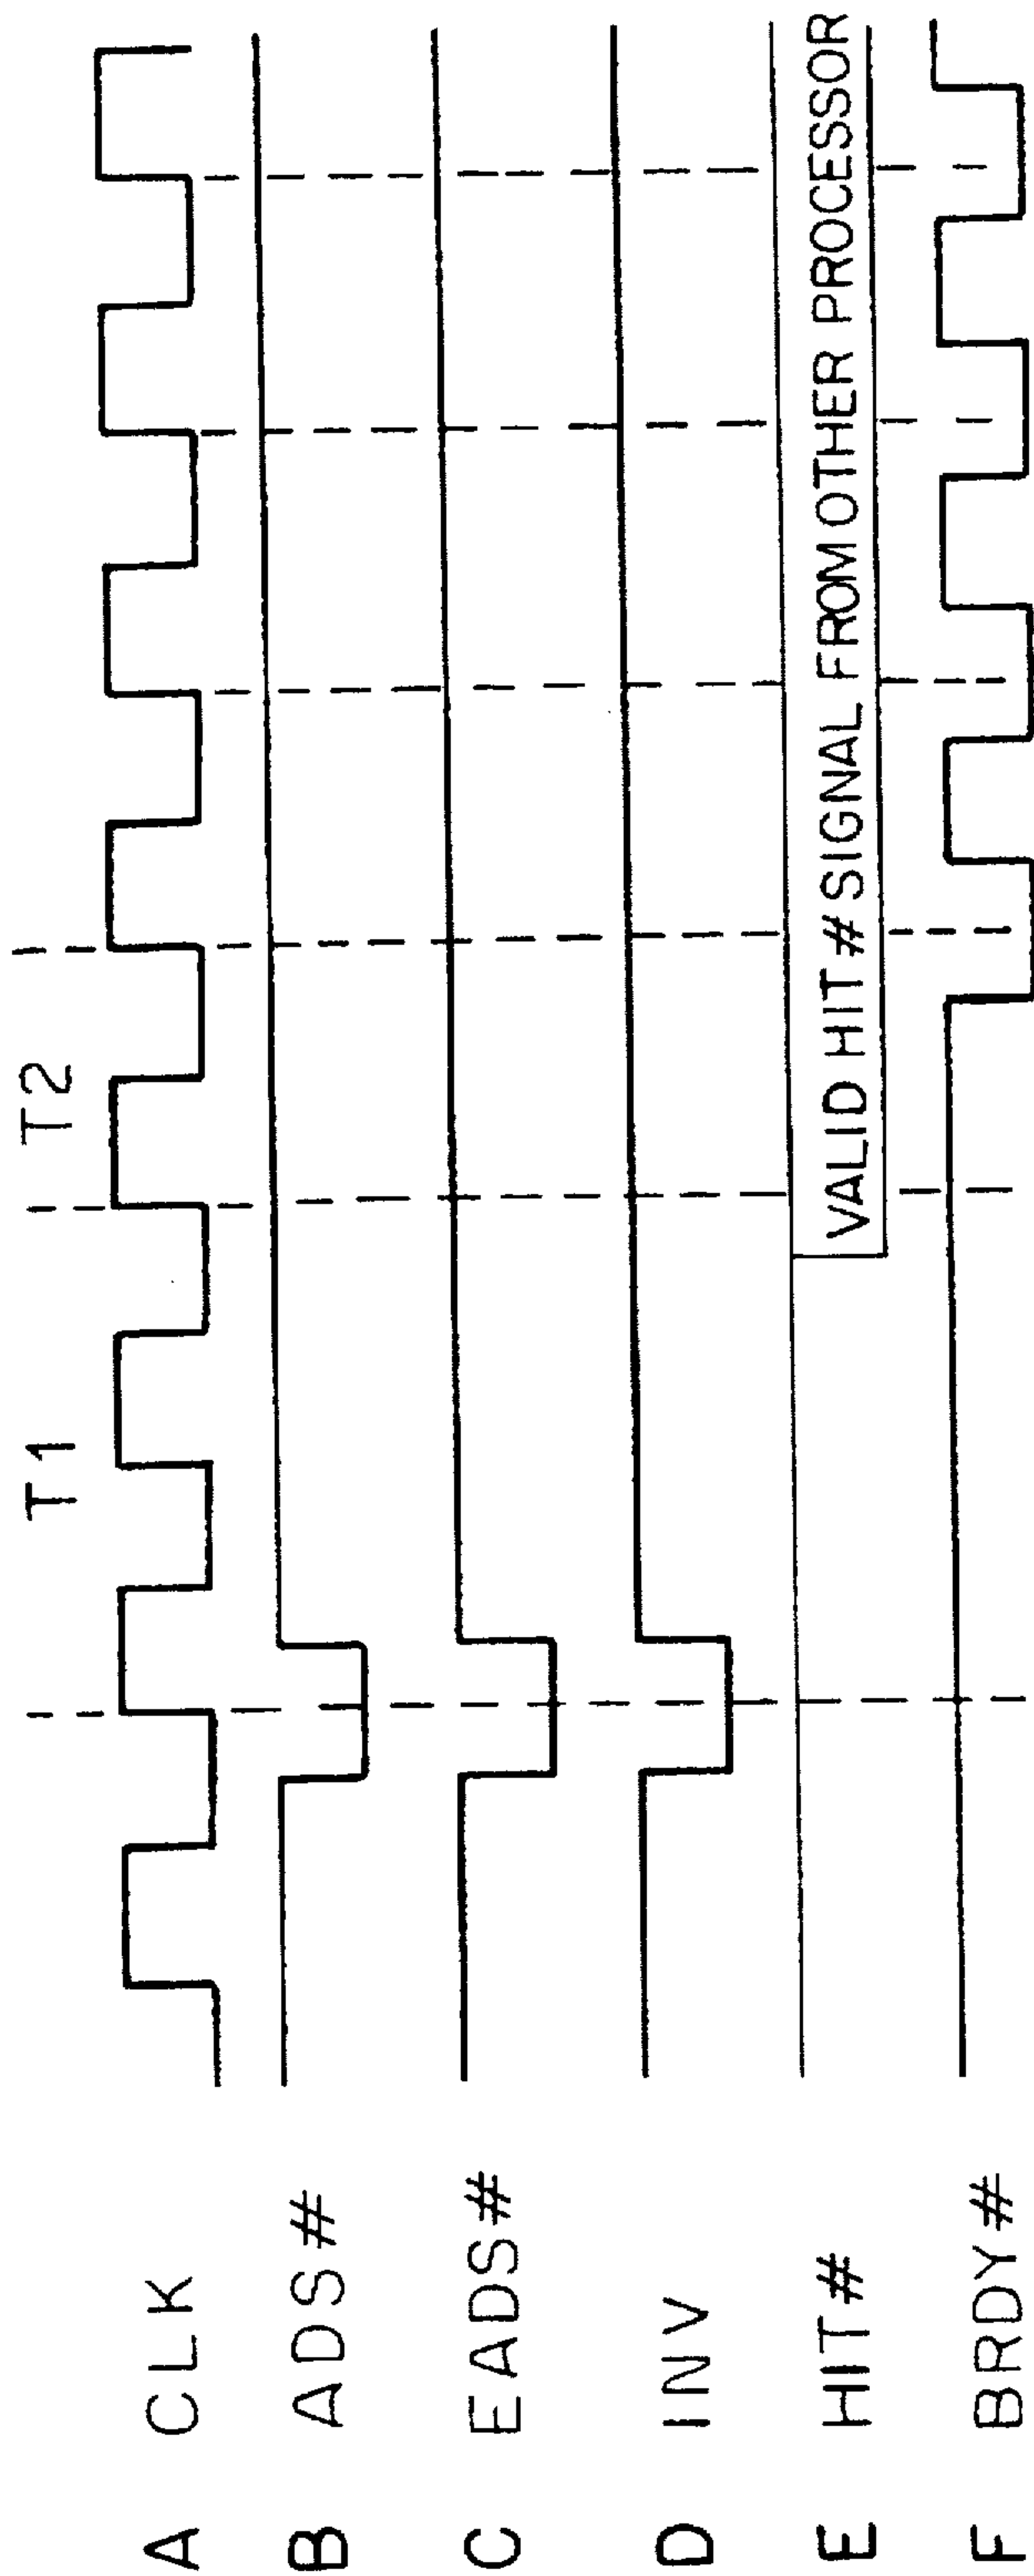 T1 T2
A CLK
B ADS#
C EADS#
D INV
E HIT# VALID HIT # SIGNAL FROM OTHER PROCESSOR
F BRDY#